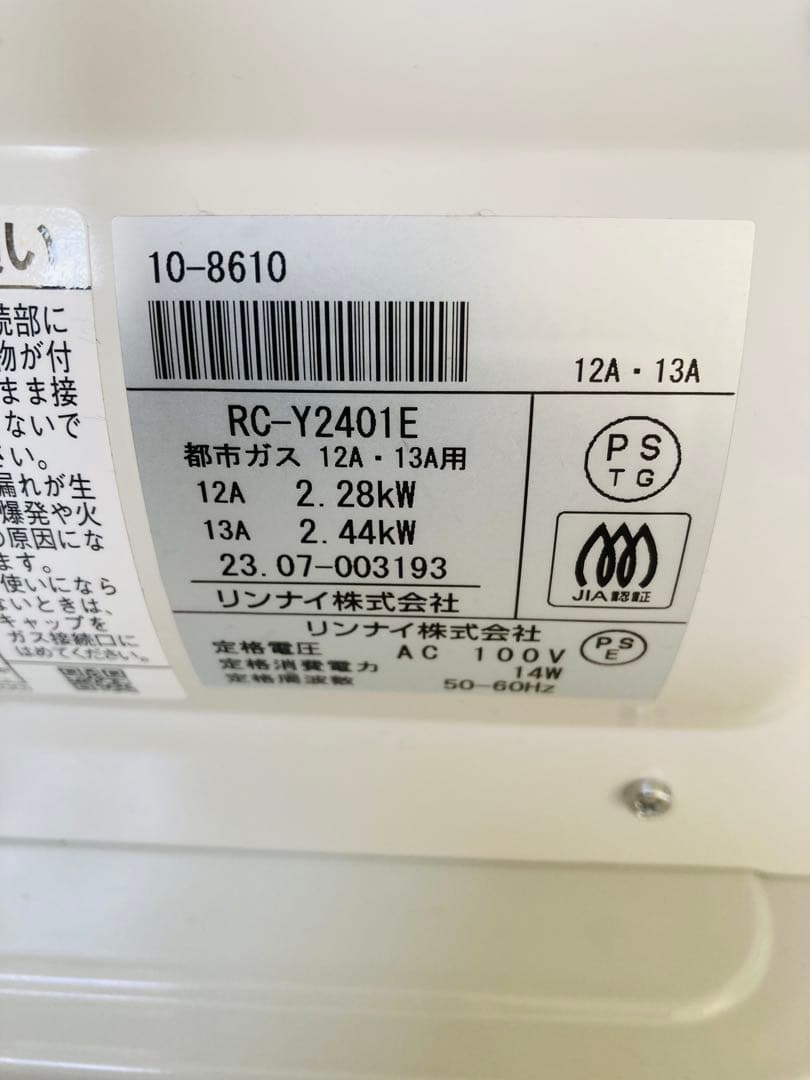 い
続部に
物が付
まま接
ないで
さい。
漏れが生
爆発や火
の原因にな
ます。
使いになら
ないときは、
キャップを
ガス接続口に
はめてください。
10-8610
12A・13A
RC-Y2401E
都市ガス 12A・13A用
12A 2.28kW
13A 2.44kW
23.07-003193
リンナイ株式会社
PS
TG
JIA認証
リンナイ株式会社
定格電圧 AC 100V
定格消費電力 14W
定格周波数 50-60Hz
PS
E